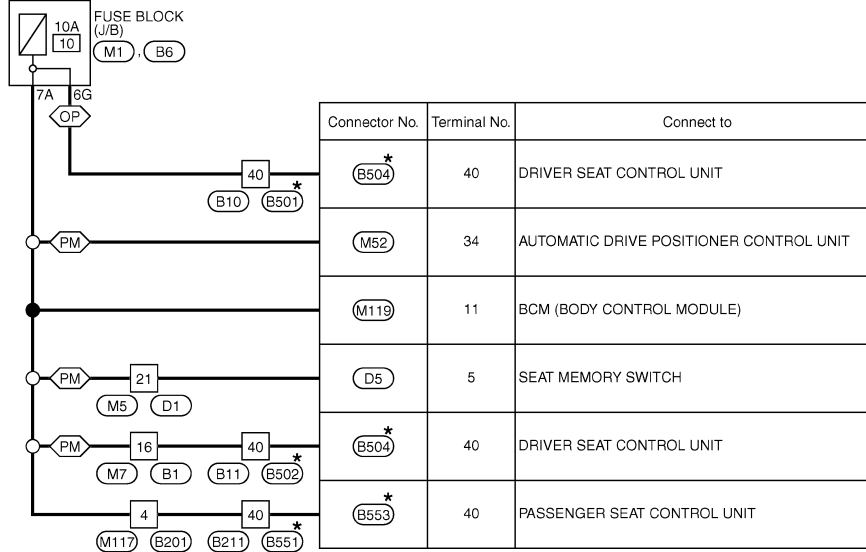 FUSE BLOCK
(J/B)
10A
10
M1 , B6
7A 6G
OP
Connector No. Terminal No. Connect to
40 B504* 40 DRIVER SEAT CONTROL UNIT
B10 B501*
PM M52 34 AUTOMATIC DRIVE POSITIONER CONTROL UNIT
M119 11 BCM (BODY CONTROL MODULE)
PM 21 D5 5 SEAT MEMORY SWITCH
M5 D1
PM 16 40 B504* 40 DRIVER SEAT CONTROL UNIT
M7 B1 B11 B502*
4 40 B553* 40 PASSENGER SEAT CONTROL UNIT
M117 B201 B211 B551*